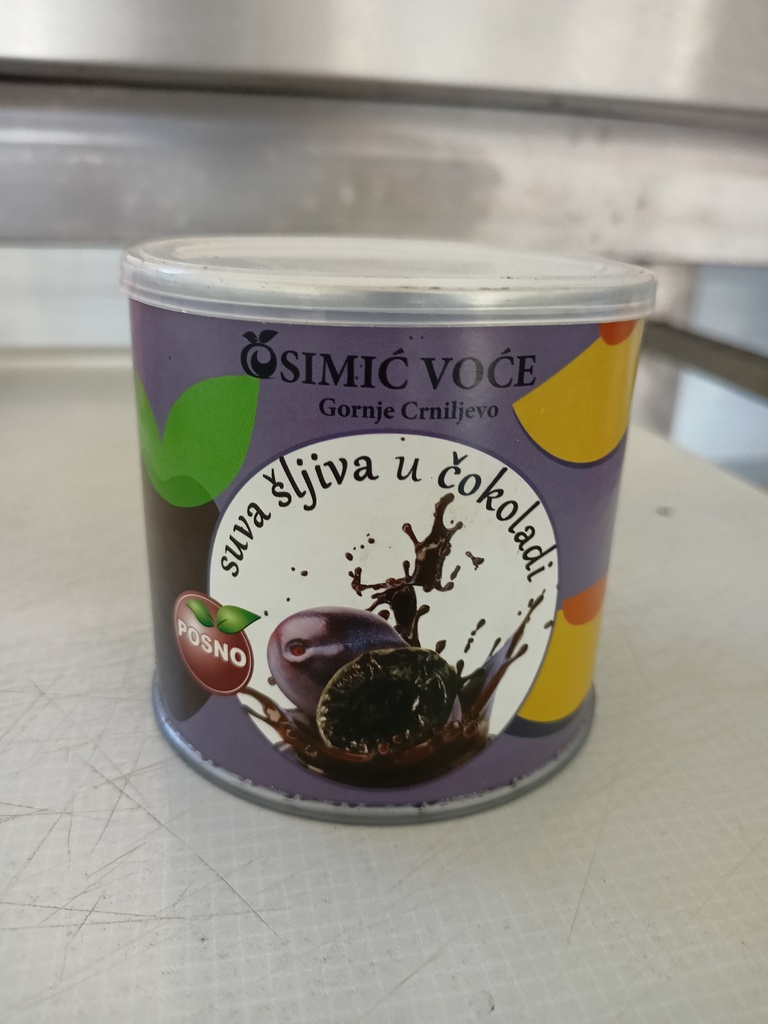 SIMIĆ VOĆE
Gornje Crniljevo
suva šljiva u čokoladi
POSNO